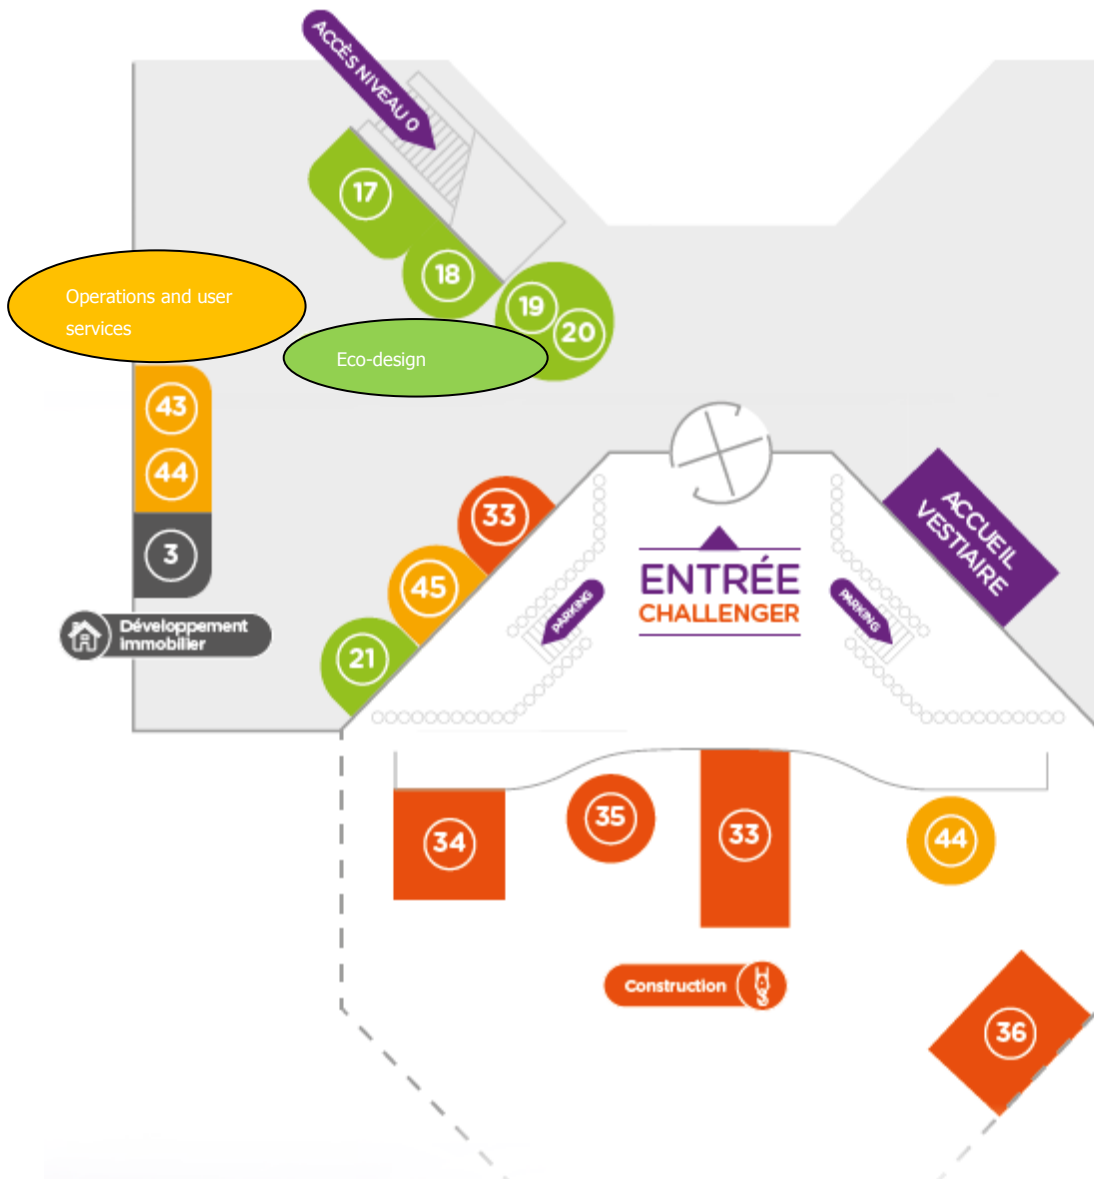 ACCÈS NIVEAU 0
17
18
19
20
Operations and user
services
Eco-design
43
44
3
Développement
immobilier
33
45
21
ENTRÉE
CHALLENGER
PARKING
PARKING
ACCUEIL
VESTIAIRE
34
35
33
44
Construction
36